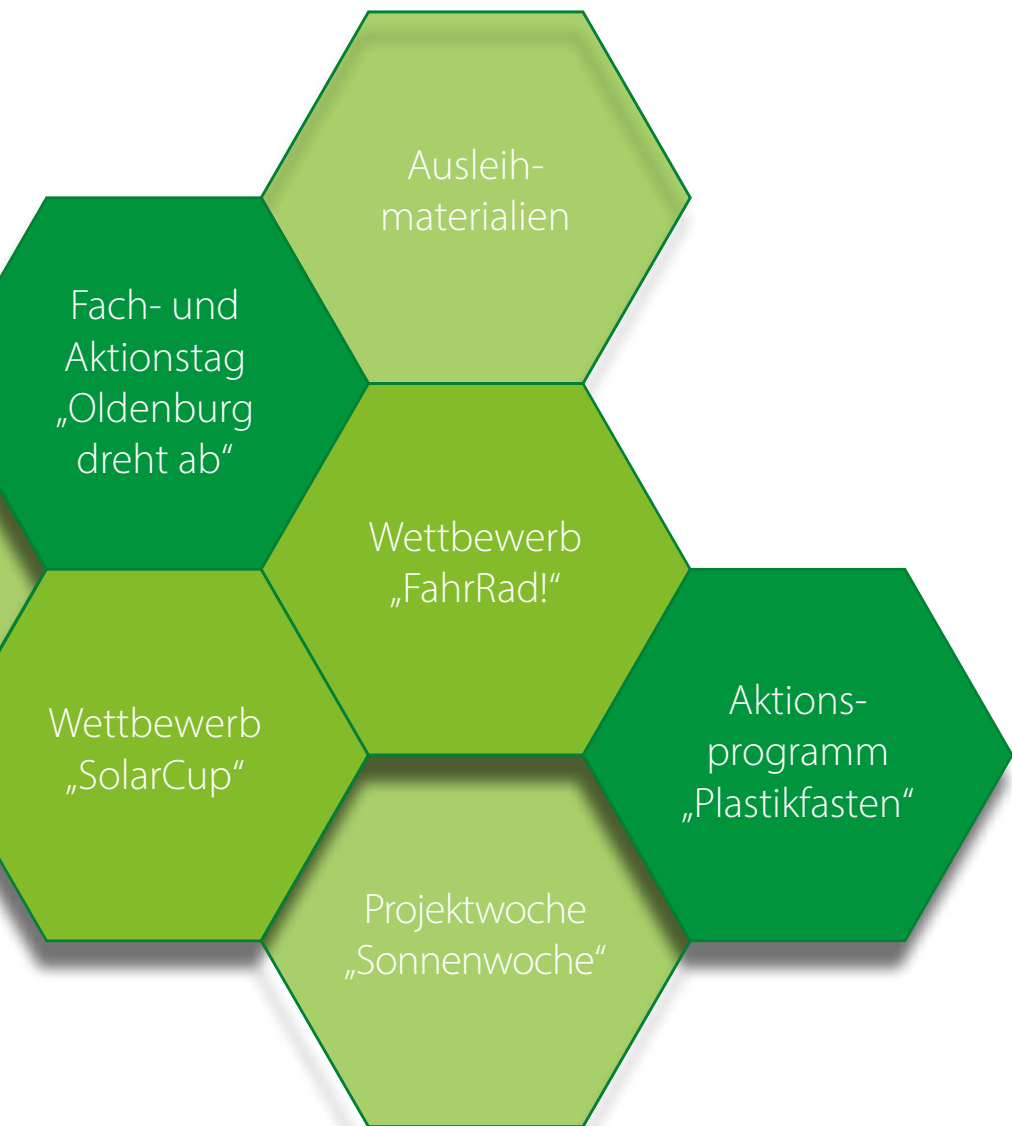 Ausleih-
materialien
Fach- und
Aktionstag
„Oldenburg
dreht ab“
Wettbewerb
„FahrRad!“
Wettbewerb
„SolarCup“
Aktions-
programm
„Plastikfasten“
Projektwoche
„Sonnenwoche“